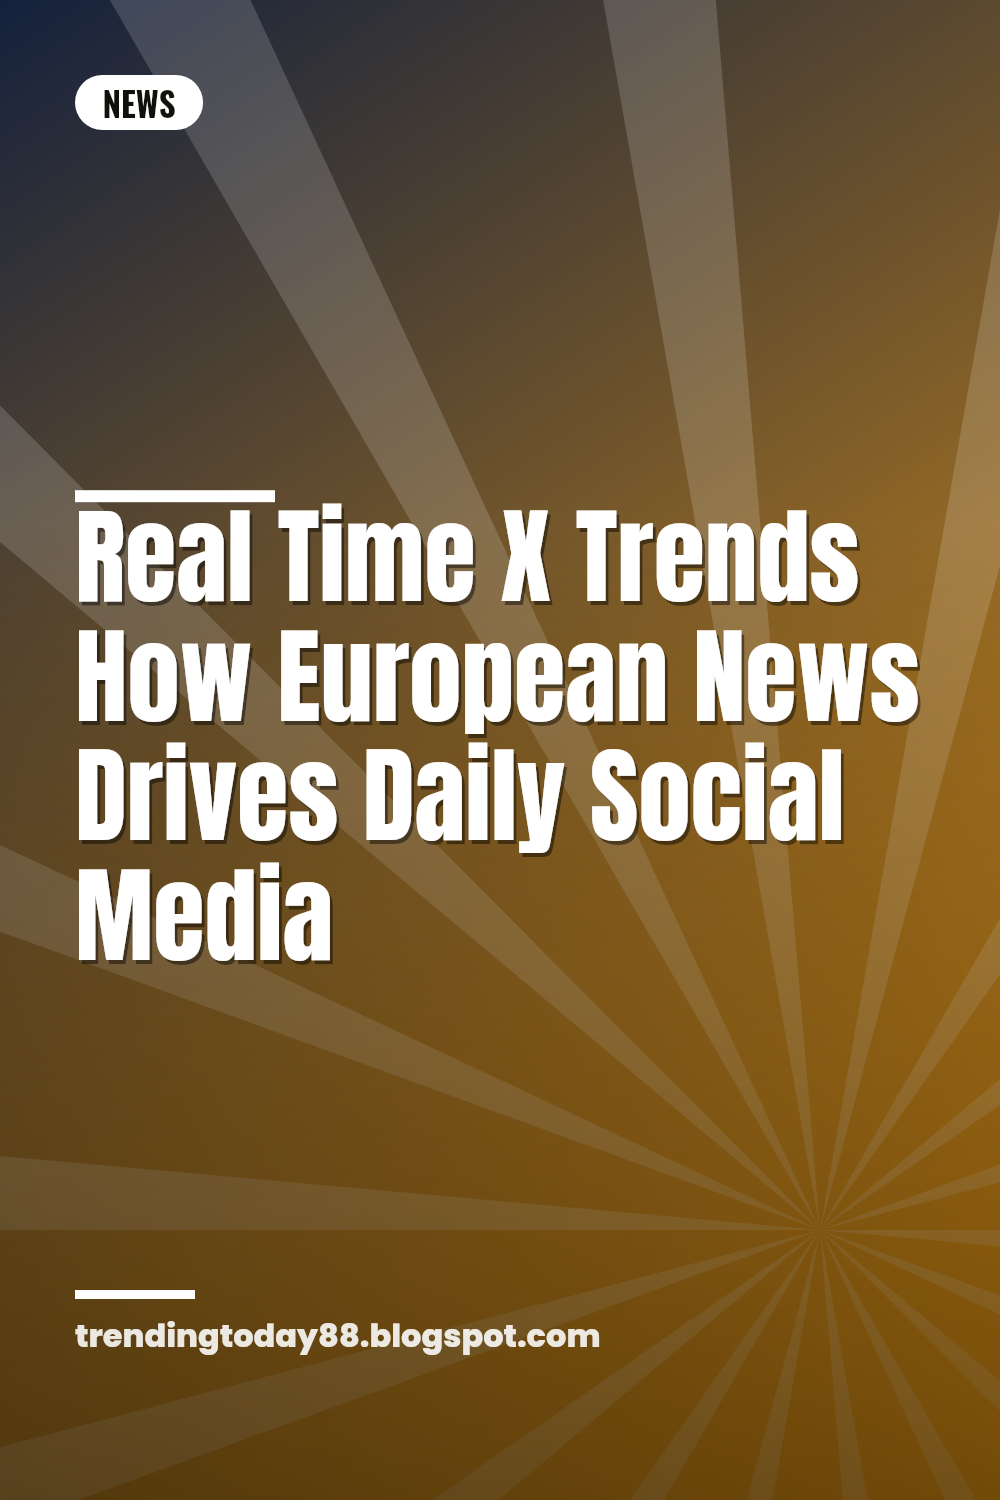 NEWS
Real Time X Trends
How European News
Drives Daily Social
Media
trendingtoday88.blogspot.com